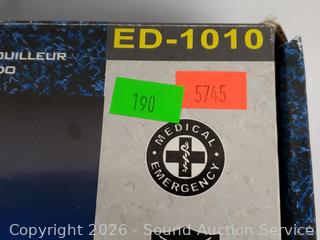 ED-1010
OUILLEUR
OO
190
5745
MEDICAL
EMERGENCY
Copyright 2026 - Sound Auction Service